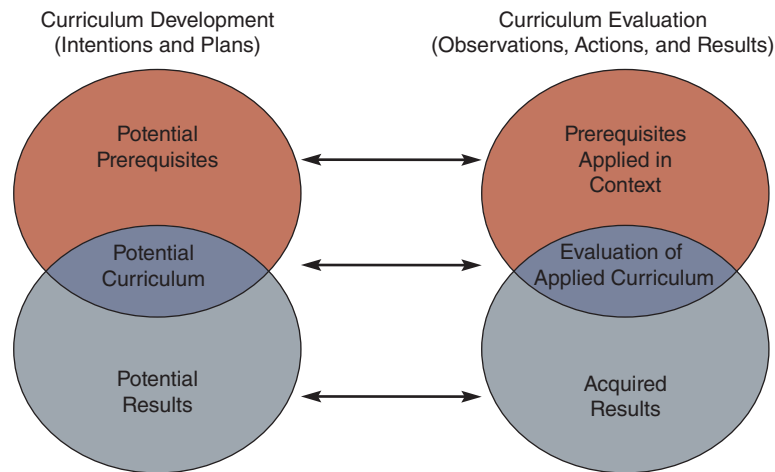 Curriculum Development
(Intentions and Plans)
Curriculum Evaluation
(Observations, Actions, and Results)
Potential
Prerequisites
Prerequisites
Applied in
Context
Potential
Curriculum
Evaluation of
Applied Curriculum
Potential
Results
Acquired
Results